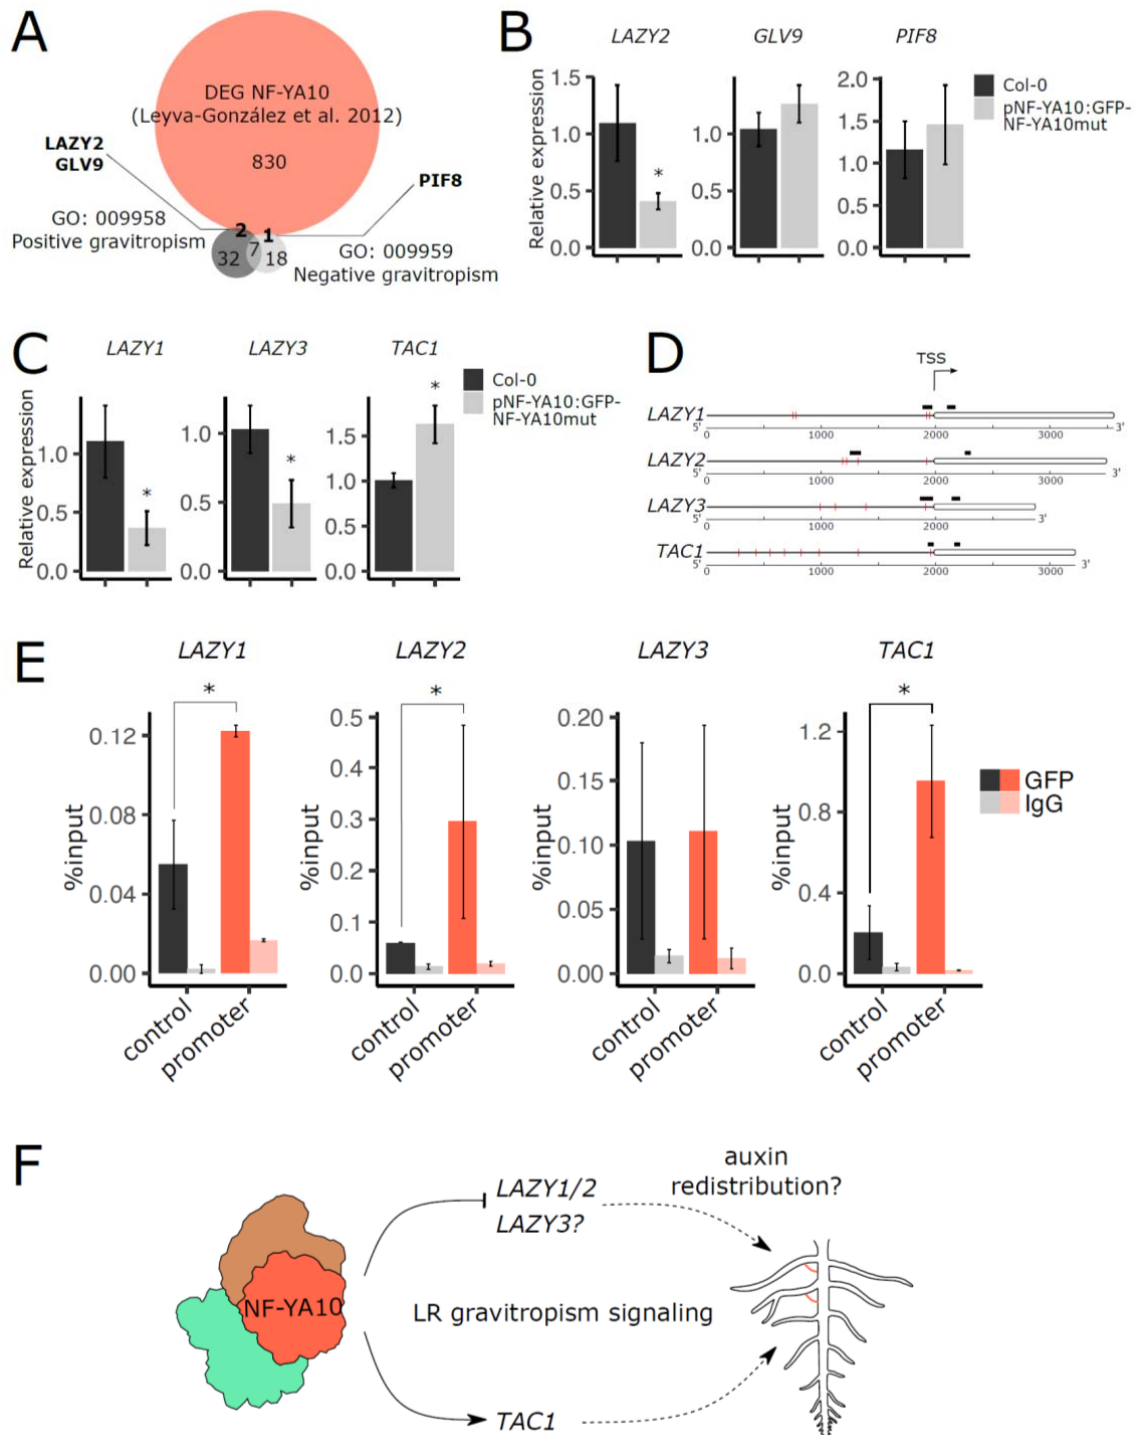 A
DEG NF-YA10
(Leyva-González et al. 2012)
830
LAZY2
GLV9
PIF8
GO: 009958
Positive gravitropism
2
1
32
7
18
GO: 009959
Negative gravitropism
B
LAZY2
GLV9
PIF8
Relative expression
1.5
1.0
0.5
0.0
*
1.0
0.5
0.0
2.0
1.5
1.0
0.5
0.0
Col-0
pNF-YA10:GFP-
NF-YA10mut
C
LAZY1
LAZY3
TAC1
Relative expression
1.0
0.5
0.0
*
1.0
0.5
0.0
*
1.5
1.0
0.5
0.0
*
Col-0
pNF-YA10:GFP-
NF-YA10mut
D
TSS
LAZY1
5' 0 1000 2000 3000 3'
LAZY2
5' 0 1000 2000 3000 3'
LAZY3
5' 0 1000 2000 3'
TAC1
5' 0 1000 2000 3000 3'
E
LAZY1
LAZY2
LAZY3
TAC1
%input
0.12
0.08
0.04
0.00
*
control
promoter
%input
0.5
0.4
0.3
0.2
0.1
0.0
*
control
promoter
%input
0.20
0.15
0.10
0.05
0.00
control
promoter
%input
1.2
0.8
0.4
0.0
*
control
promoter
GFP
IgG
F
NF-YA10
LAZY1/2
LAZY3?
auxin
redistribution?
LR gravitropism signaling
TAC1